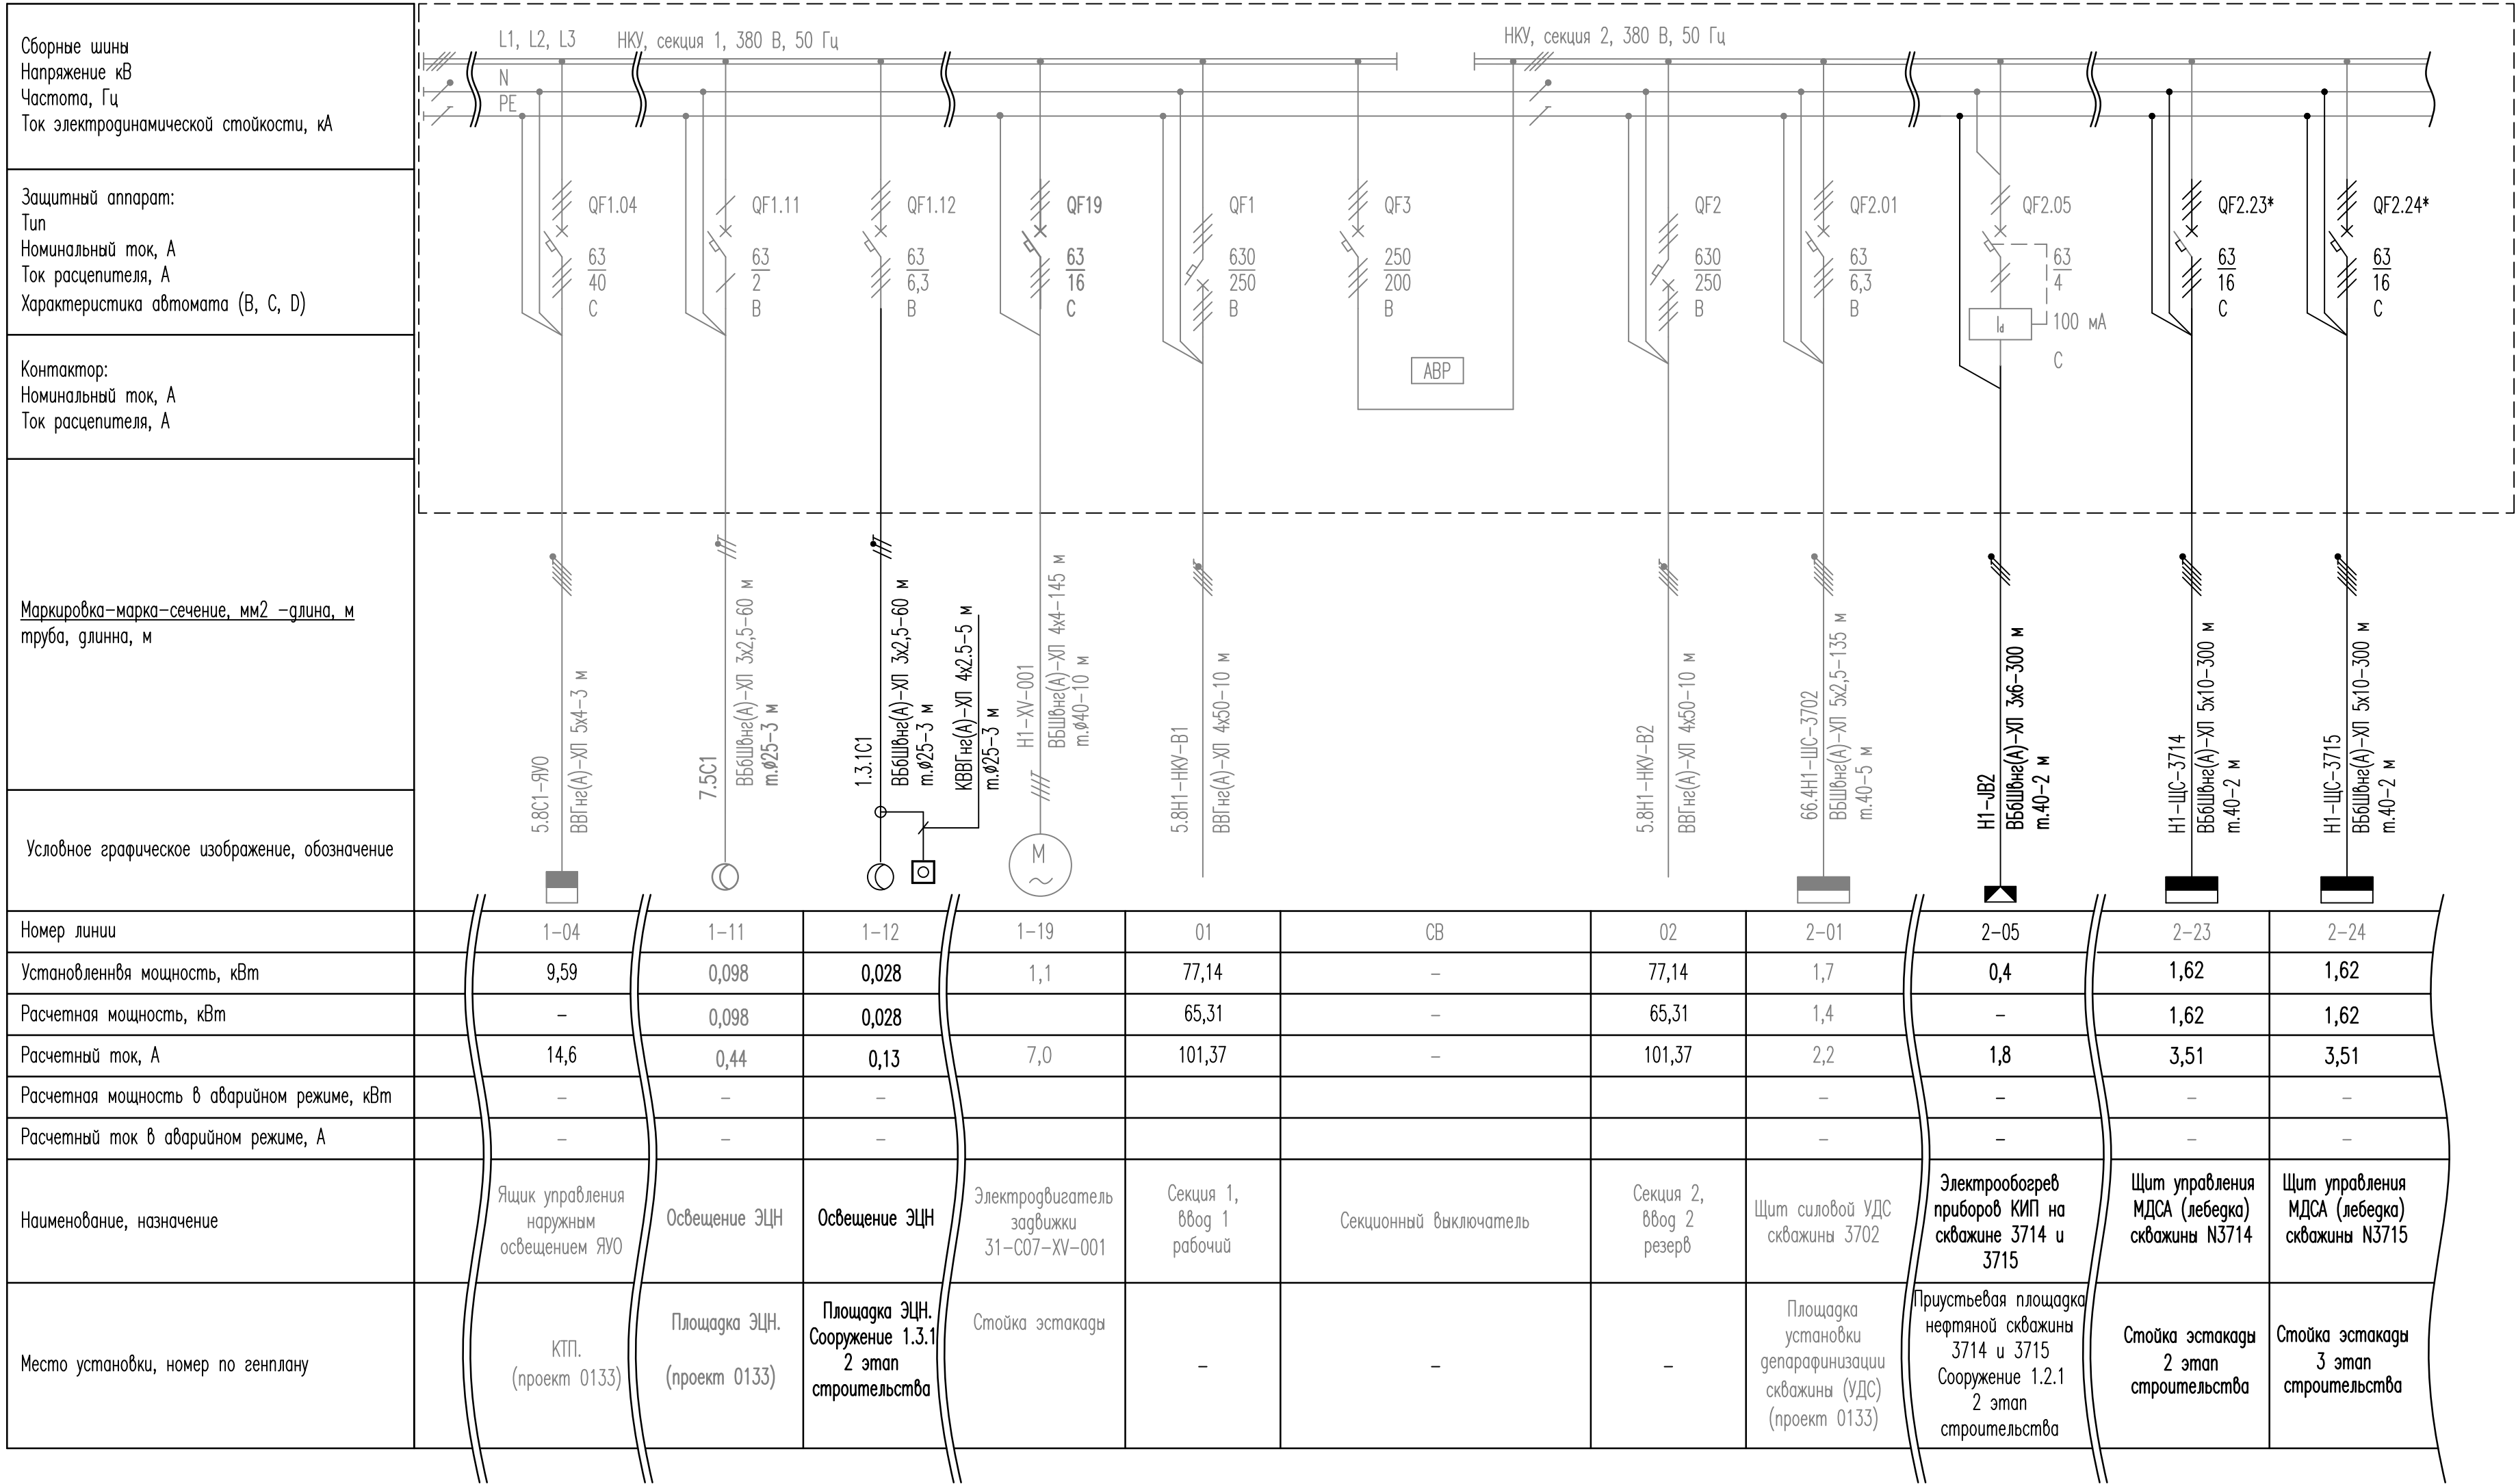 Сборные шины
Напряжение кВ
Частота, Гц
Ток электродинамической стойкости, кА
L1, L2, L3
НКУ, секция 1, 380 В, 50 Гц
НКУ, секция 2, 380 В, 50 Гц
N
PE
Защитный аппарат:
Тип
Номинальный ток, А
Ток расцепителя, А
Характеристика автомата (B, C, D)
QF1.04
63
40
C
QF1.11
63
2
B
QF1.12
63
6,3
B
QF19
63
16
C
QF1
630
250
B
QF3
250
200
B
АВР
QF2
630
250
B
QF2.01
63
6,3
B
QF2.05
63
4
Id
100 мА
C
QF2.23*
63
16
C
QF2.24*
63
16
C
Контактор:
Номинальный ток, А
Ток расцепителя, А
Маркировка-марка-сечение, мм2 -длина, м
труба, длинна, м
5.8С1-ЯУО
ВВГнг(А)-ХЛ 5х4-3 м
7.5С1
ВБбШвнг(А)-ХЛ 3х2,5-60 м
т.ø25-3 м
1.3.1С1
ВБбШвнг(А)-ХЛ 3х2,5-60 м
т.ø25-3 м
КВВГнг(А)-ХЛ 4х2.5-5 м
т.ø25-3 м
Н1-XV-001
ВБШвнг(А)-ХЛ 4х4-145 м
т.ø40-10 м
5.8Н1-НКУ-В1
ВВГнг(А)-ХЛ 4х50-10 м
5.8Н1-НКУ-В2
ВВГнг(А)-ХЛ 4х50-10 м
66.4Н1-ШС-3702
ВБбШвнг(А)-ХЛ 5х2,5-135 м
т.40-5 м
Н1-JB2
ВБбШвнг(А)-ХЛ 3х6-300 м
т.40-2 м
Н1-ЩС-3714
ВБбШвнг(А)-ХЛ 5х10-300 м
т.40-2 м
Н1-ЩС-3715
ВБбШвнг(А)-ХЛ 5х10-300 м
т.40-2 м
Условное графическое изображение, обозначение
М
Номер линии
1-04
1-11
1-12
1-19
01
СВ
02
2-01
2-05
2-23
2-24
Установленнвя мощность, кВт
9,59
0,098
0,028
1,1
77,14
-
77,14
1,7
0,4
1,62
1,62
Расчетная мощность, кВт
-
0,098
0,028
65,31
-
65,31
1,4
-
1,62
1,62
Расчетный ток, А
14,6
0,44
0,13
7,0
101,37
-
101,37
2,2
1,8
3,51
3,51
Расчетная мощность в аварийном режиме, кВт
-
-
-
-
-
-
-
Расчетный ток в аварийном режиме, А
-
-
-
-
-
-
-
Наименование, назначение
Ящик управления
наружным
освещением ЯУО
Освещение ЭЦН
Освещение ЭЦН
Электродвигатель
задвижки
31-С07-XV-001
Секция 1,
ввод 1
рабочий
Секционный выключатель
Секция 2,
ввод 2
резерв
Щит силовой УДС
скважины 3702
Электрообогрев
приборов КИП на
скважине 3714 и
3715
Щит управления
МДСА (лебедка)
скважины N3714
Щит управления
МДСА (лебедка)
скважины N3715
Место установки, номер по генплану
КТП.
(проект 0133)
Площадка ЭЦН.
(проект 0133)
Площадка ЭЦН.
Сооружение 1.3.1
2 этап
строительства
Стойка эстакады
-
-
-
Площадка
установки
депарафинизации
скважины (УДС)
(проект 0133)
Приустьевая площадка
нефтяной скважины
3714 и 3715
Сооружение 1.2.1
2 этап
строительства
Стойка эстакады
2 этап
строительства
Стойка эстакады
3 этап
строительства